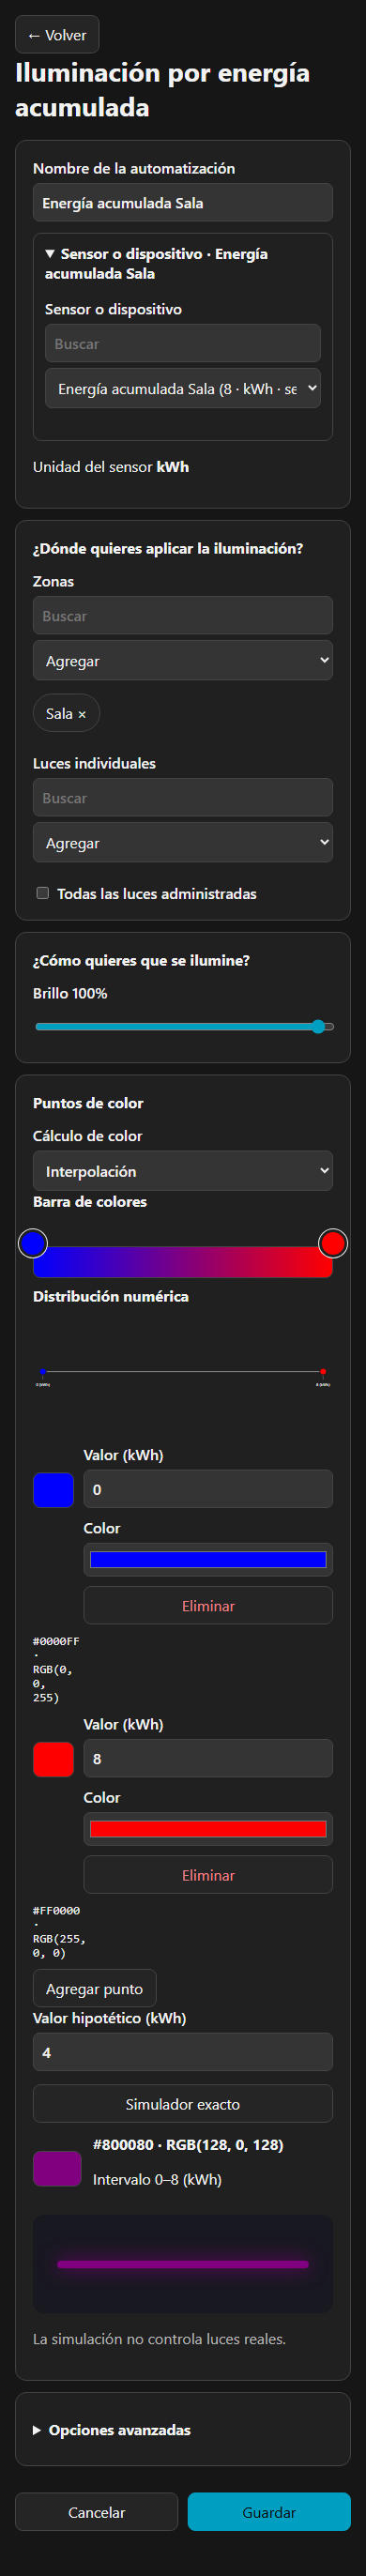 ← Volver
Iluminación por energía
acumulada
Nombre de la automatización
Energía acumulada Sala
▼ Sensor o dispositivo · Energía
acumulada Sala
Sensor o dispositivo
Buscar
Energía acumulada Sala (8 · kWh · se
Unidad del sensor kWh
¿Dónde quieres aplicar la iluminación?
Zonas
Buscar
Agregar
Sala ×
Luces individuales
Buscar
Agregar
Todas las luces administradas
¿Cómo quieres que se ilumine?
Brillo 100%
Puntos de color
Cálculo de color
Interpolación
Barra de colores
Distribución numérica
0 (kWh)
8 (kWh)
Valor (kWh)
0
Color
Eliminar
#0000FF
·
RGB(0,
0,
255)
Valor (kWh)
8
Color
Eliminar
#FF0000
·
RGB(255,
0, 0)
Agregar punto
Valor hipotético (kWh)
4
Simulador exacto
#800080 · RGB(128, 0, 128)
Intervalo 0–8 (kWh)
La simulación no controla luces reales.
▶ Opciones avanzadas
Cancelar
Guardar